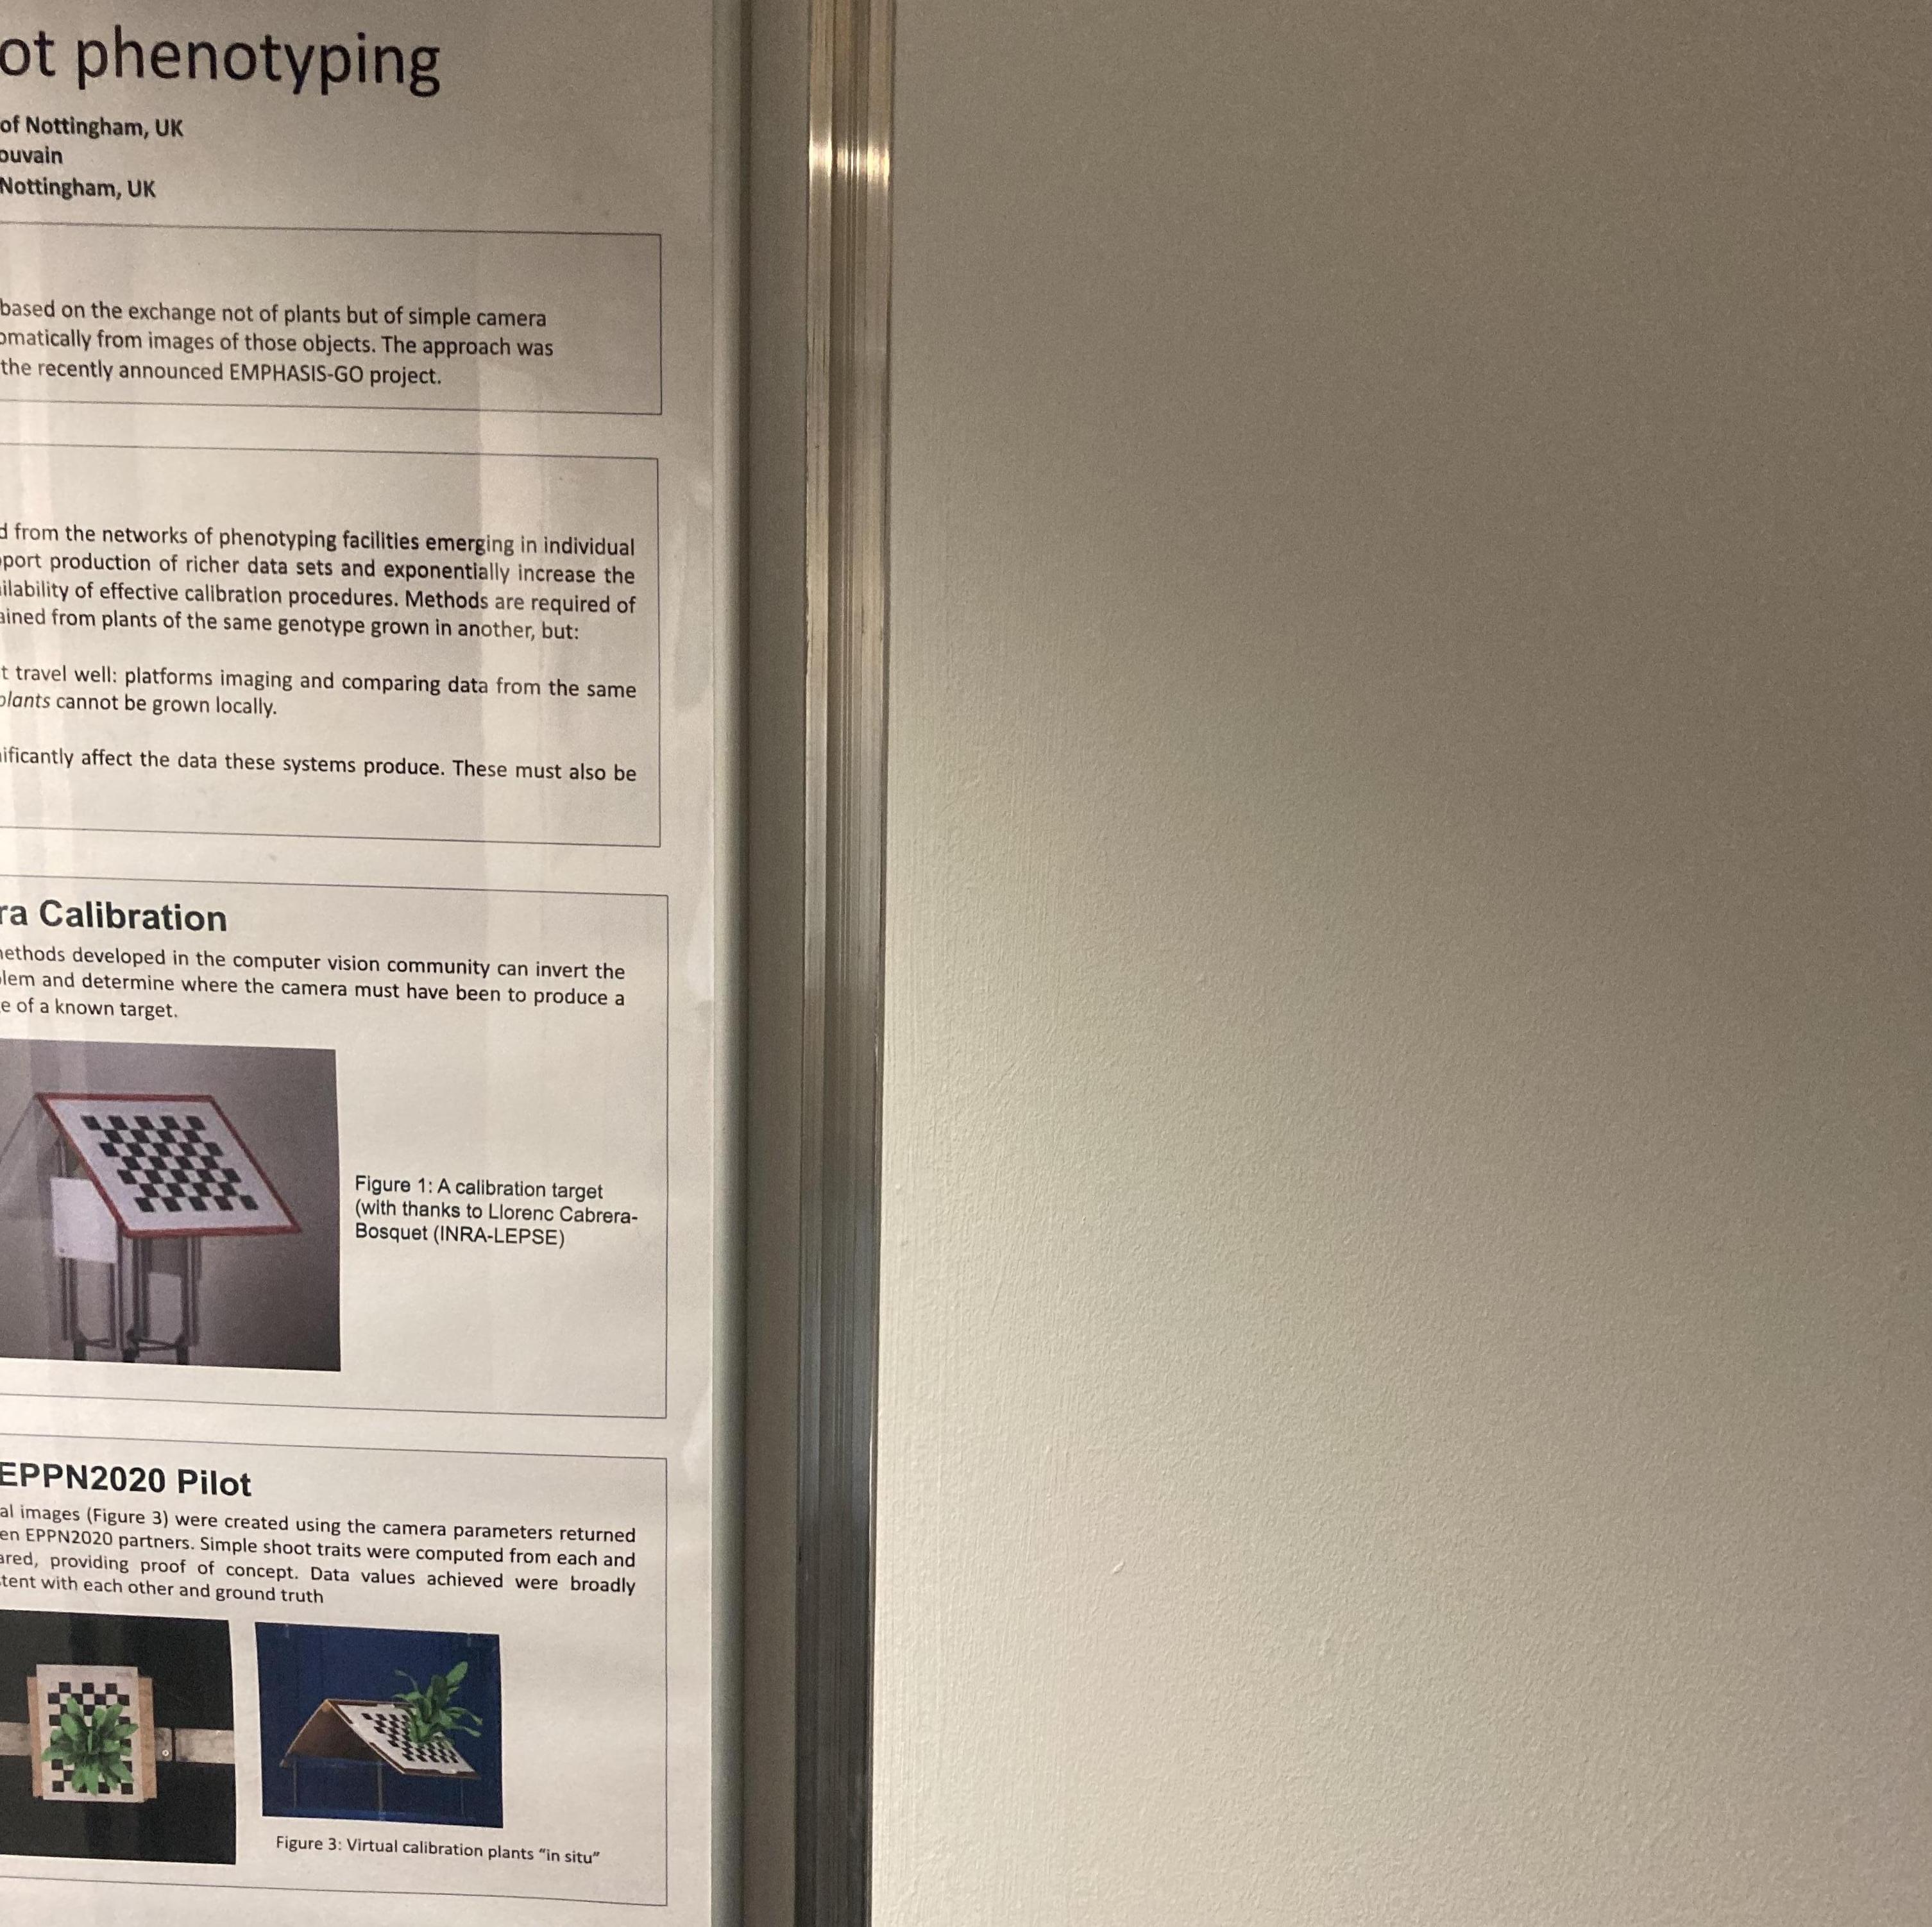 ot phenotyping
of Nottingham, UK
ouvain
Nottingham, UK
based on the exchange not of plants but of simple camera
omatically from images of those objects. The approach was
the recently announced EMPHASIS-GO project.
d from the networks of phenotyping facilities emerging in individual
port production of richer data sets and exponentially increase the
ilability of effective calibration procedures. Methods are required of
ained from plants of the same genotype grown in another, but:
t travel well: platforms imaging and comparing data from the same
plants cannot be grown locally.
ificantly affect the data these systems produce. These must also be
ra Calibration
ethods developed in the computer vision community can invert the
lem and determine where the camera must have been to produce a
e of a known target.
Figure 1: A calibration target
(with thanks to Llorenc Cabrera-
Bosquet (INRA-LEPSE)
EPPN2020 Pilot
al images (Figure 3) were created using the camera parameters returned
en EPPN2020 partners. Simple shoot traits were computed from each and
ared, providing proof of concept. Data values achieved were broadly
tent with each other and ground truth
Figure 3: Virtual calibration plants "in situ"